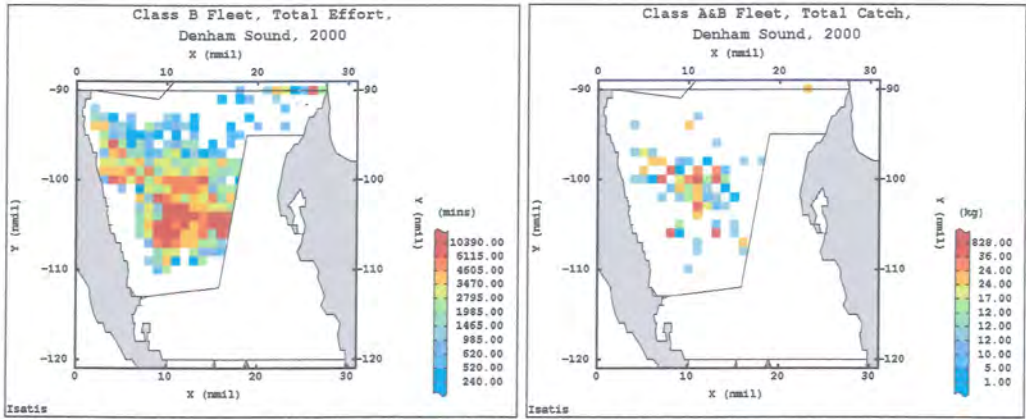 Class B Fleet, Total Effort,
Denham Sound, 2000
X (nmil)
0 10 20 30
-90 -90
-100 -100
-110 -110
-120 -120
Y (nmil)
Y (nmil)
(mins)
10390.00
6115.00
4605.00
3470.00
2795.00
1985.00
1465.00
985.00
620.00
520.00
240.00
0 10 20 30
X (nmil)
Isatis
Class A&B Fleet, Total Catch,
Denham Sound, 2000
X (nmil)
0 10 20 30
-90 -90
-100 -100
-110 -110
-120 -120
Y (nmil)
Y (nmil)
(kg)
828.00
36.00
24.00
17.00
12.00
12.00
10.00
5.00
1.00
0 10 20 30
X (nmil)
Isatis